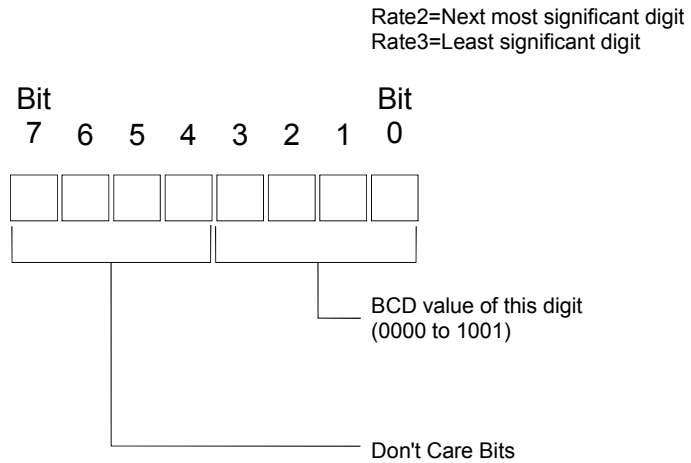 Rate2=Next most significant digit
Rate3=Least significant digit
Bit Bit
7 6 5 4 3 2 1 0
BCD value of this digit
(0000 to 1001)
Don't Care Bits